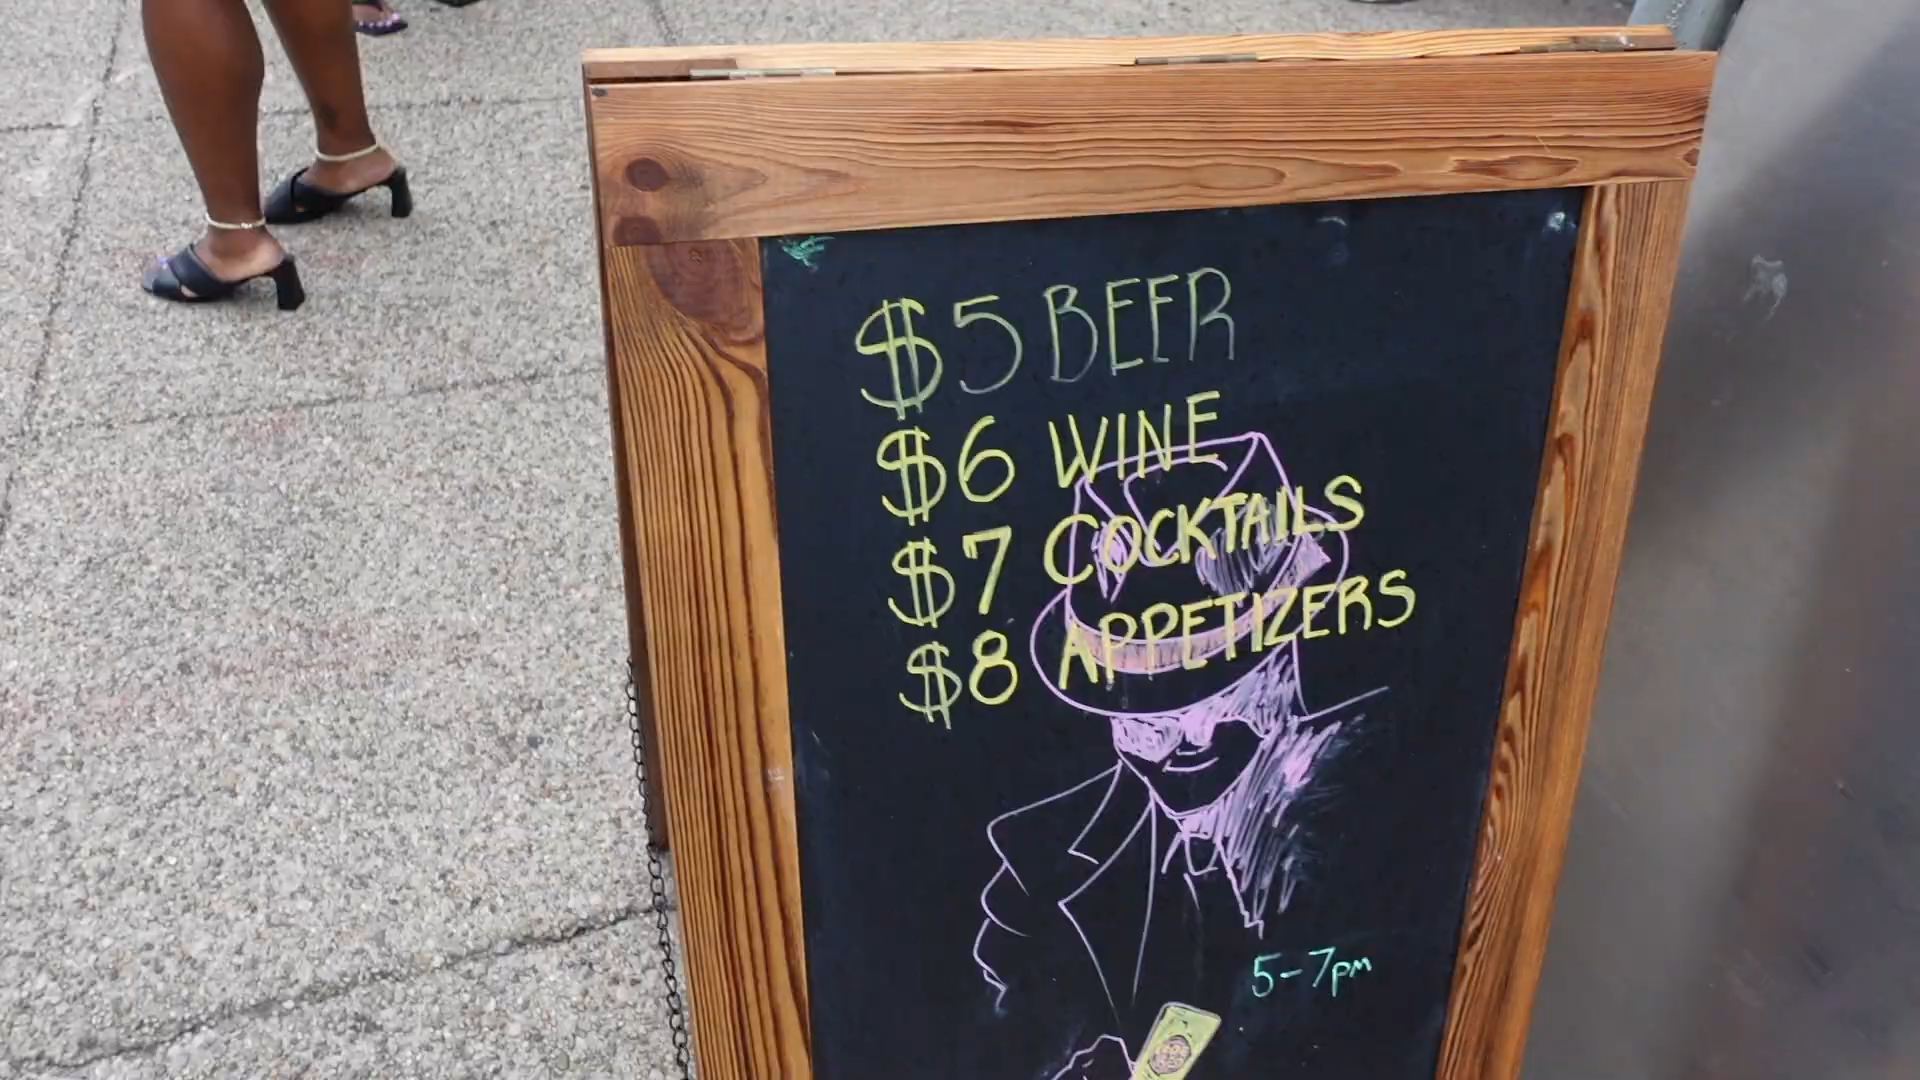 $5 BEER
$6 WINE
$7 COCKTAILS
$8 APPETIZERS
5-7pm